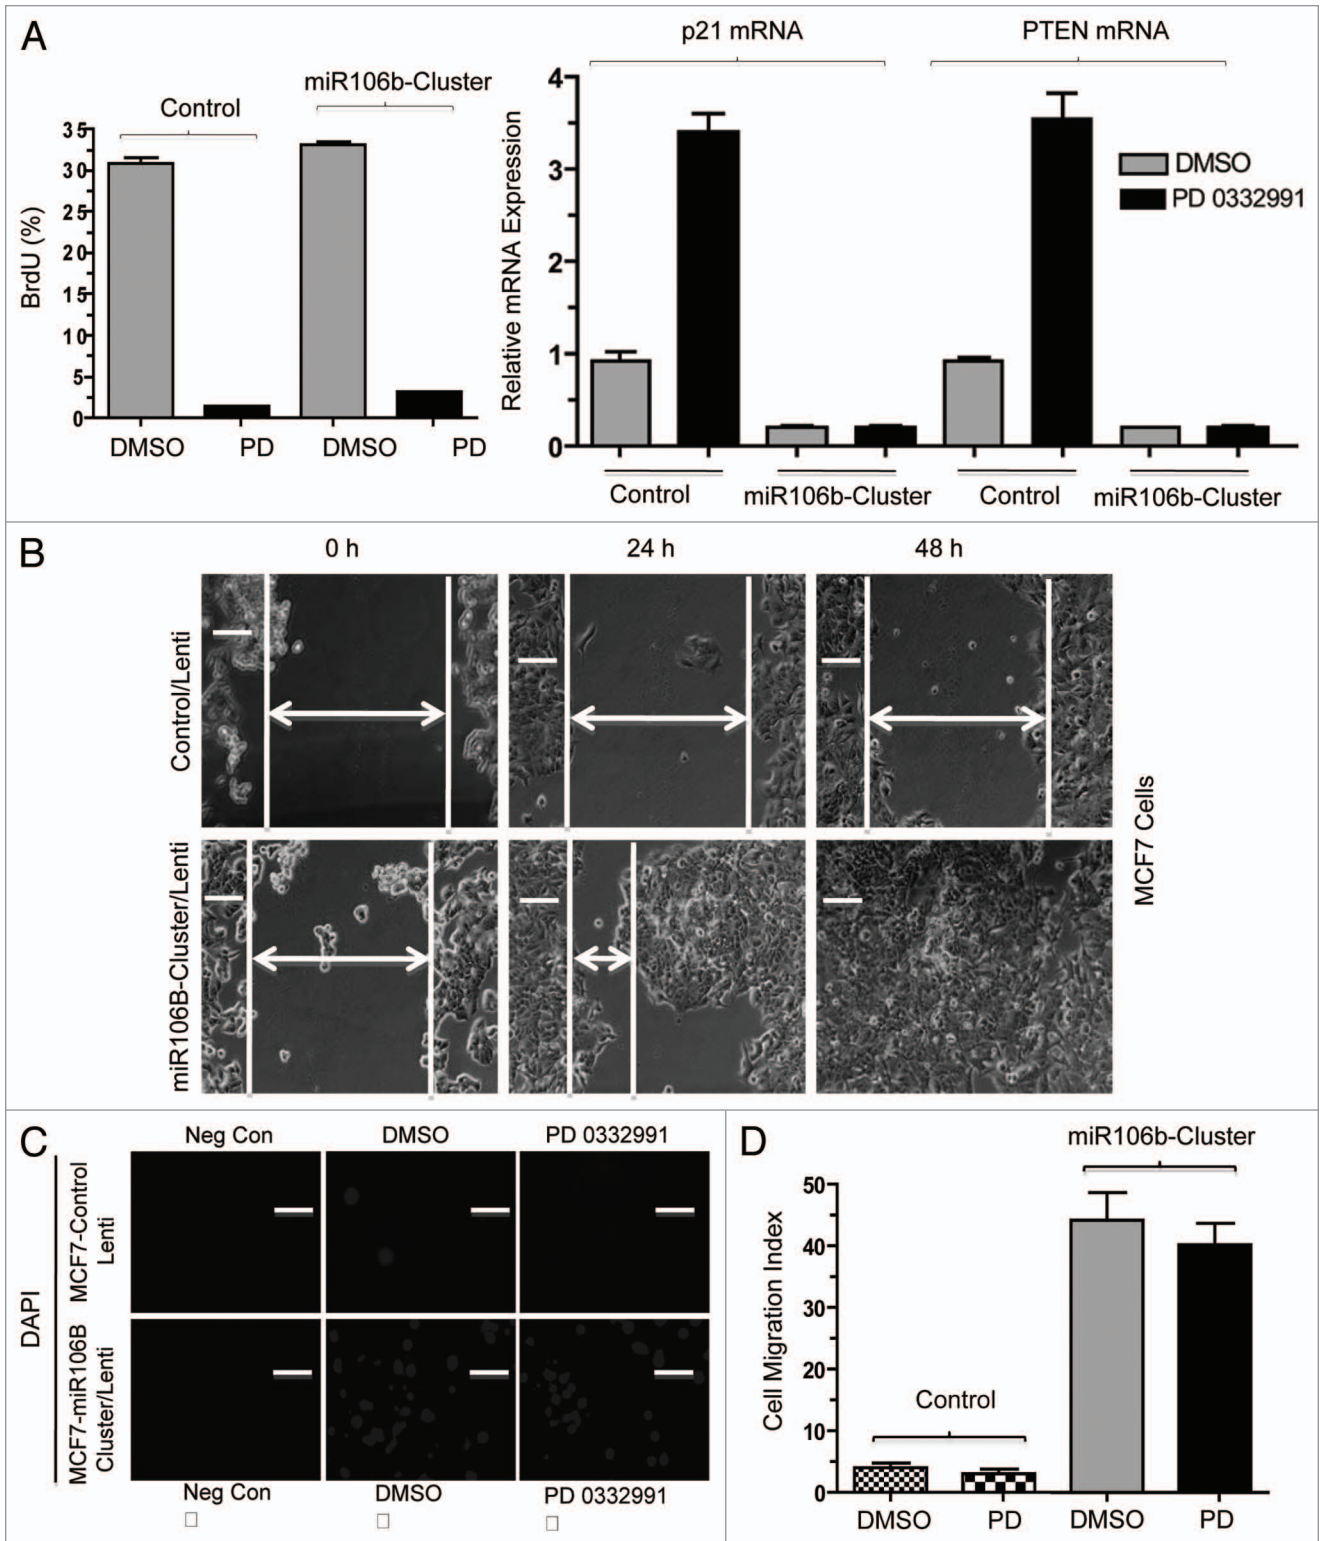 A
Control
miR106b-Cluster
BrdU (%)
35
30
25
20
15
10
5
0
DMSO
PD
DMSO
PD
p21 mRNA
PTEN mRNA
Relative mRNA Expression
4
3
2
1
0
DMSO
PD 0332991
Control
miR106b-Cluster
Control
miR106b-Cluster
B
0 h
24 h
48 h
Control/Lenti
miR106B-Cluster/Lenti
MCF7 Cells
C
Neg Con
DMSO
PD 0332991
DAPI
MCF7-Control
Lenti
MCF7-miR106B
Cluster/Lenti
Neg Con
DMSO
PD 0332991
D
miR106b-Cluster
Cell Migration Index
50
40
30
20
10
0
Control
DMSO
PD
DMSO
PD